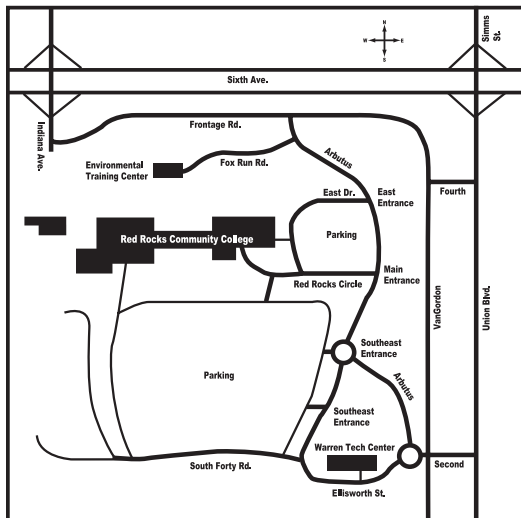 Simms
St.
N
W E
S
Sixth Ave.
Indiana Ave.
Frontage Rd.
Arbutus
Environmental
Training Center
Fox Run Rd.
East Dr.
East
Entrance
Fourth
Red Rocks Community College
Parking
Main
Entrance
Red Rocks Circle
VanGordon
Union Blvd.
Southeast
Entrance
Parking
Arbutus
Southeast
Entrance
Warren Tech Center
South Forty Rd.
Second
Ellisworth St.